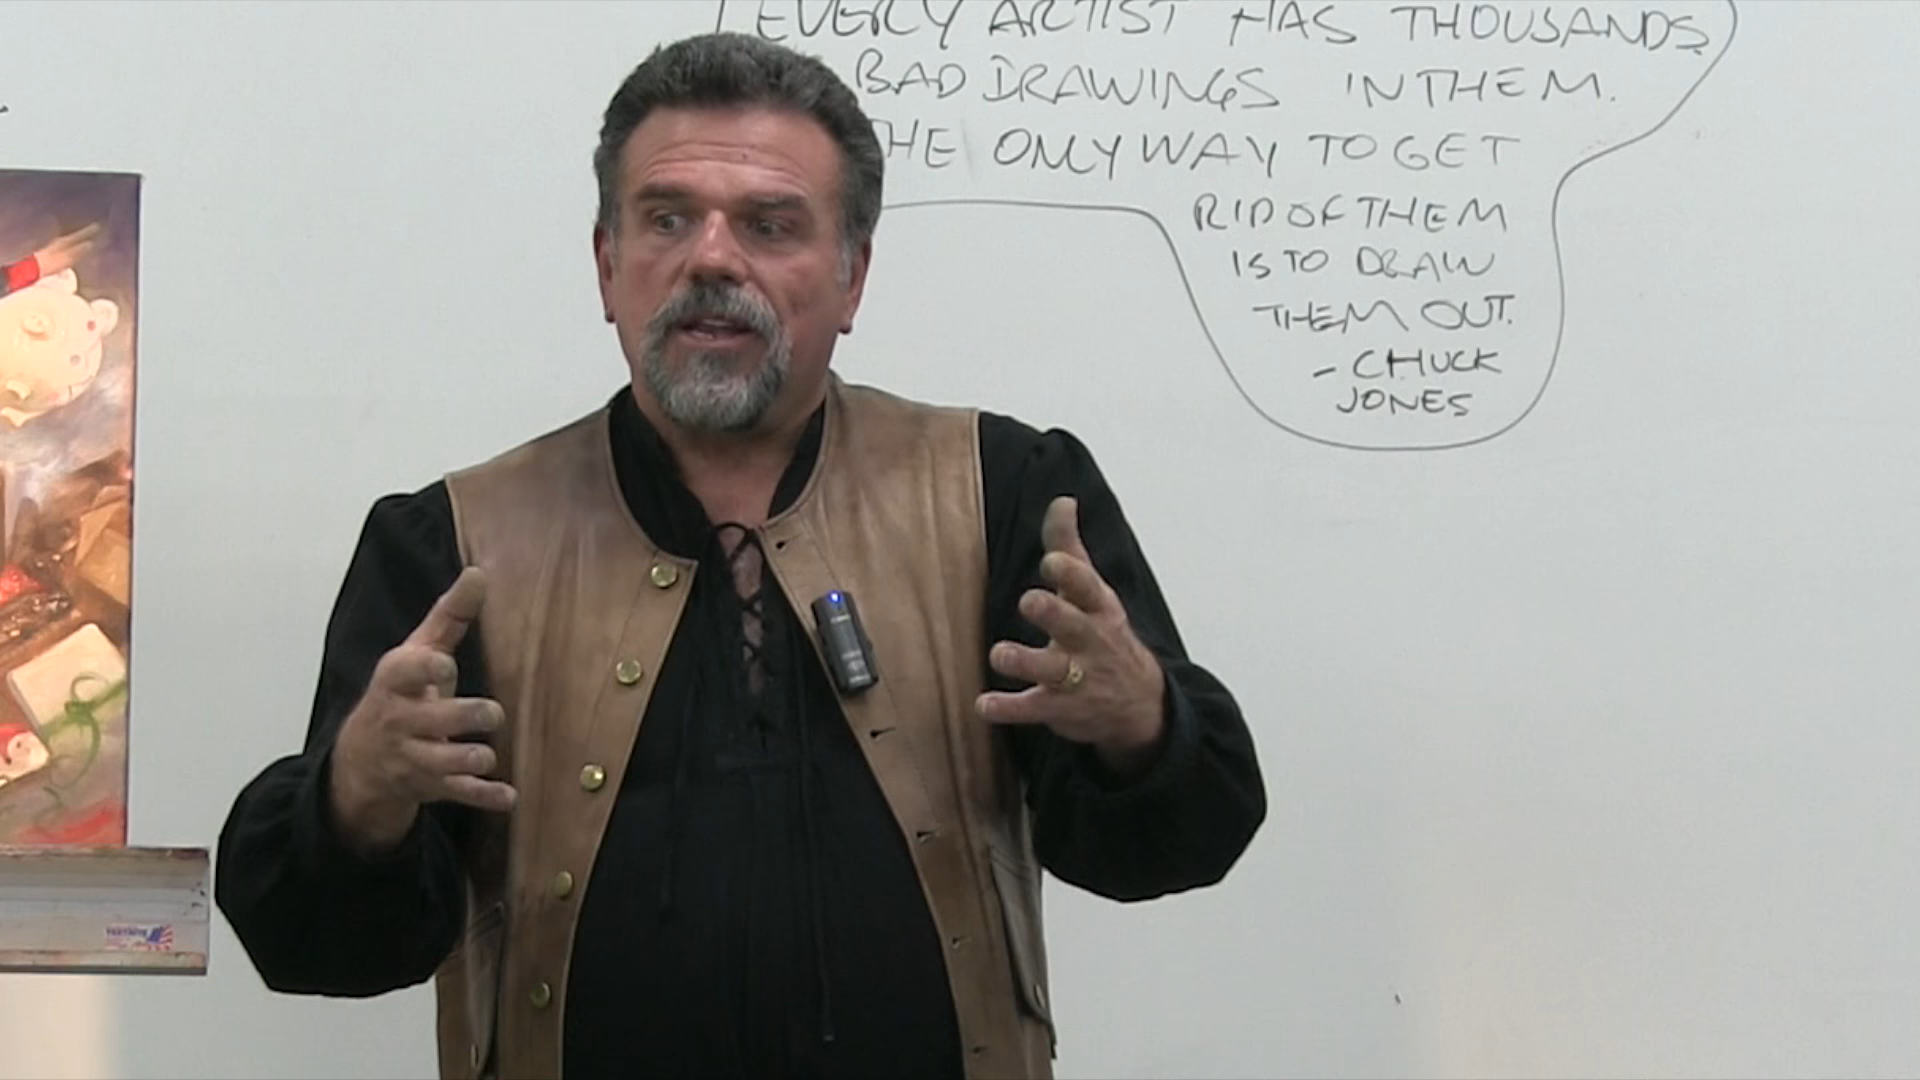 EVERY ARTIST HAS THOUSANDS
BAD DRAWINGS IN THEM.
THE ONLY WAY TO GET
RID OF THEM
IS TO DRAW
THEM OUT.
- CHUCK
JONES